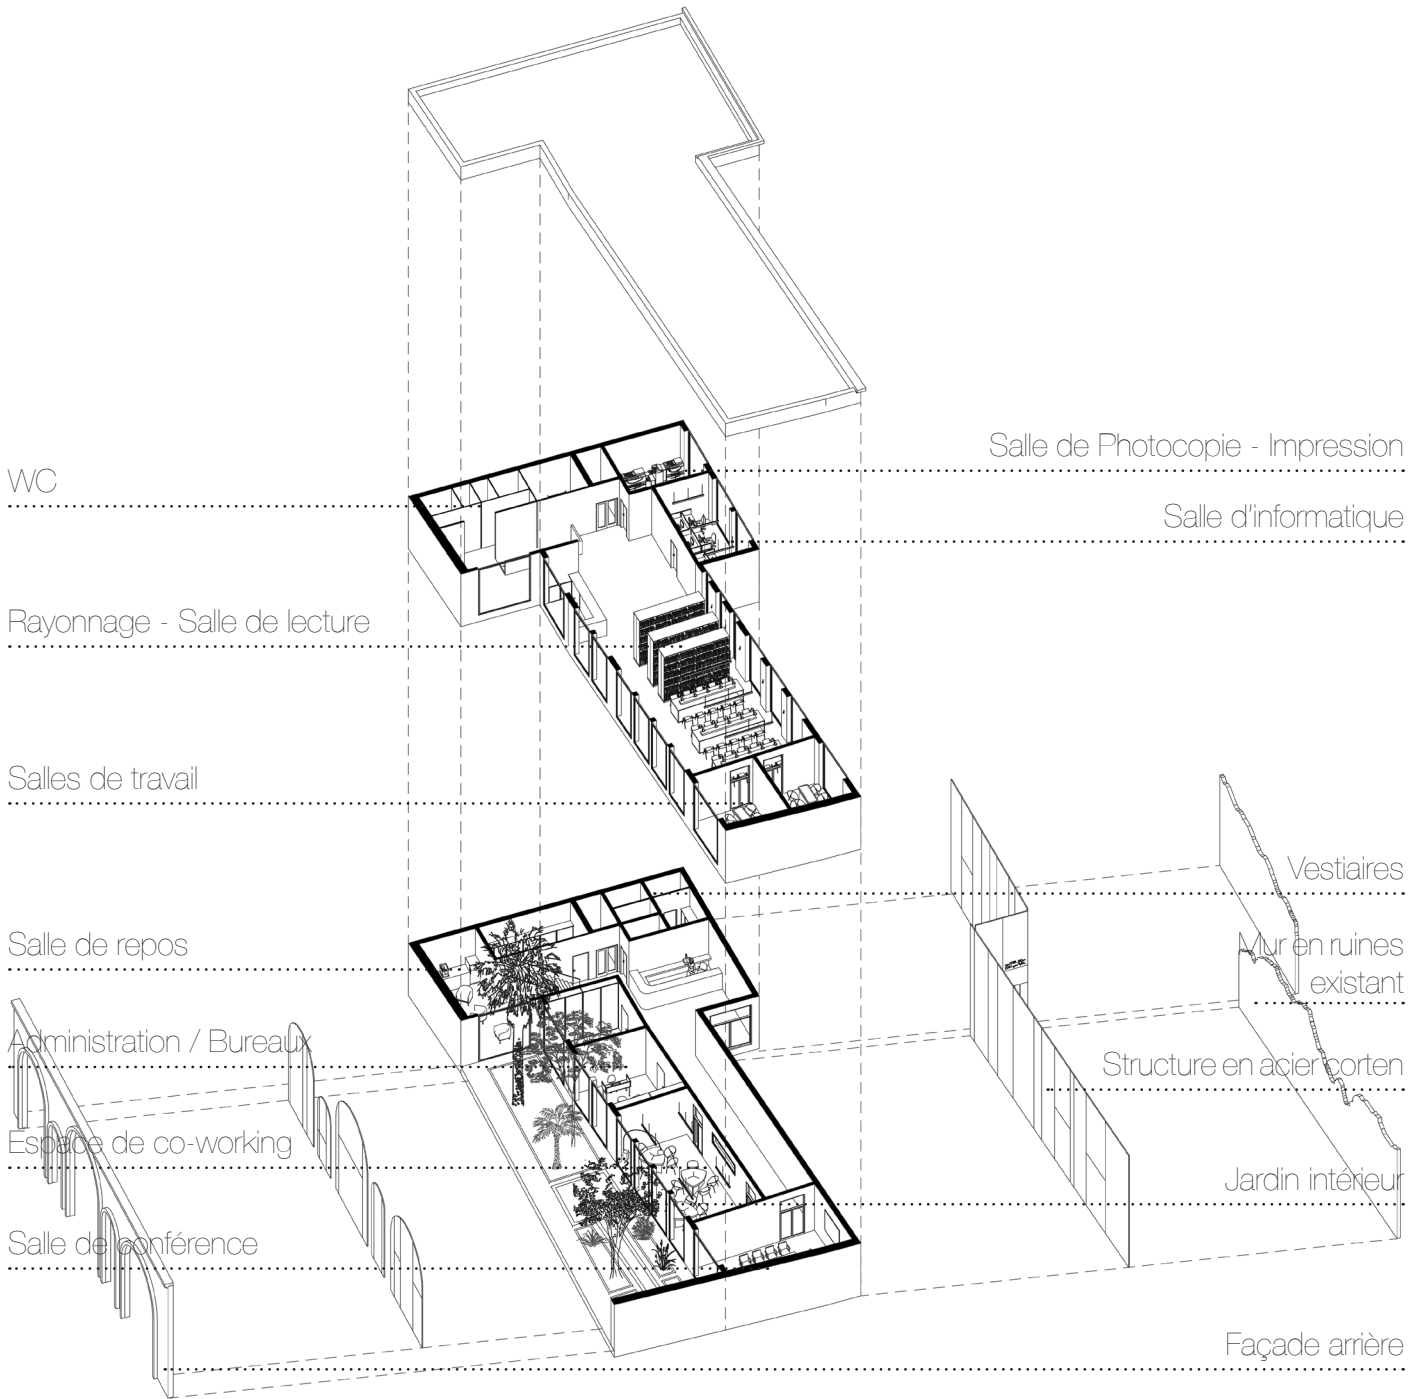 Salle de Photocopie - Impression
WC
Salle d'informatique
Rayonnage - Salle de lecture
Salles de travail
Vestiaires
Salle de repos
Mur en ruines
existant
Administration / Bureaux
Structure en acier corten
Espace de co-working
Jardin intérieur
Salle de conférence
Façade arrière